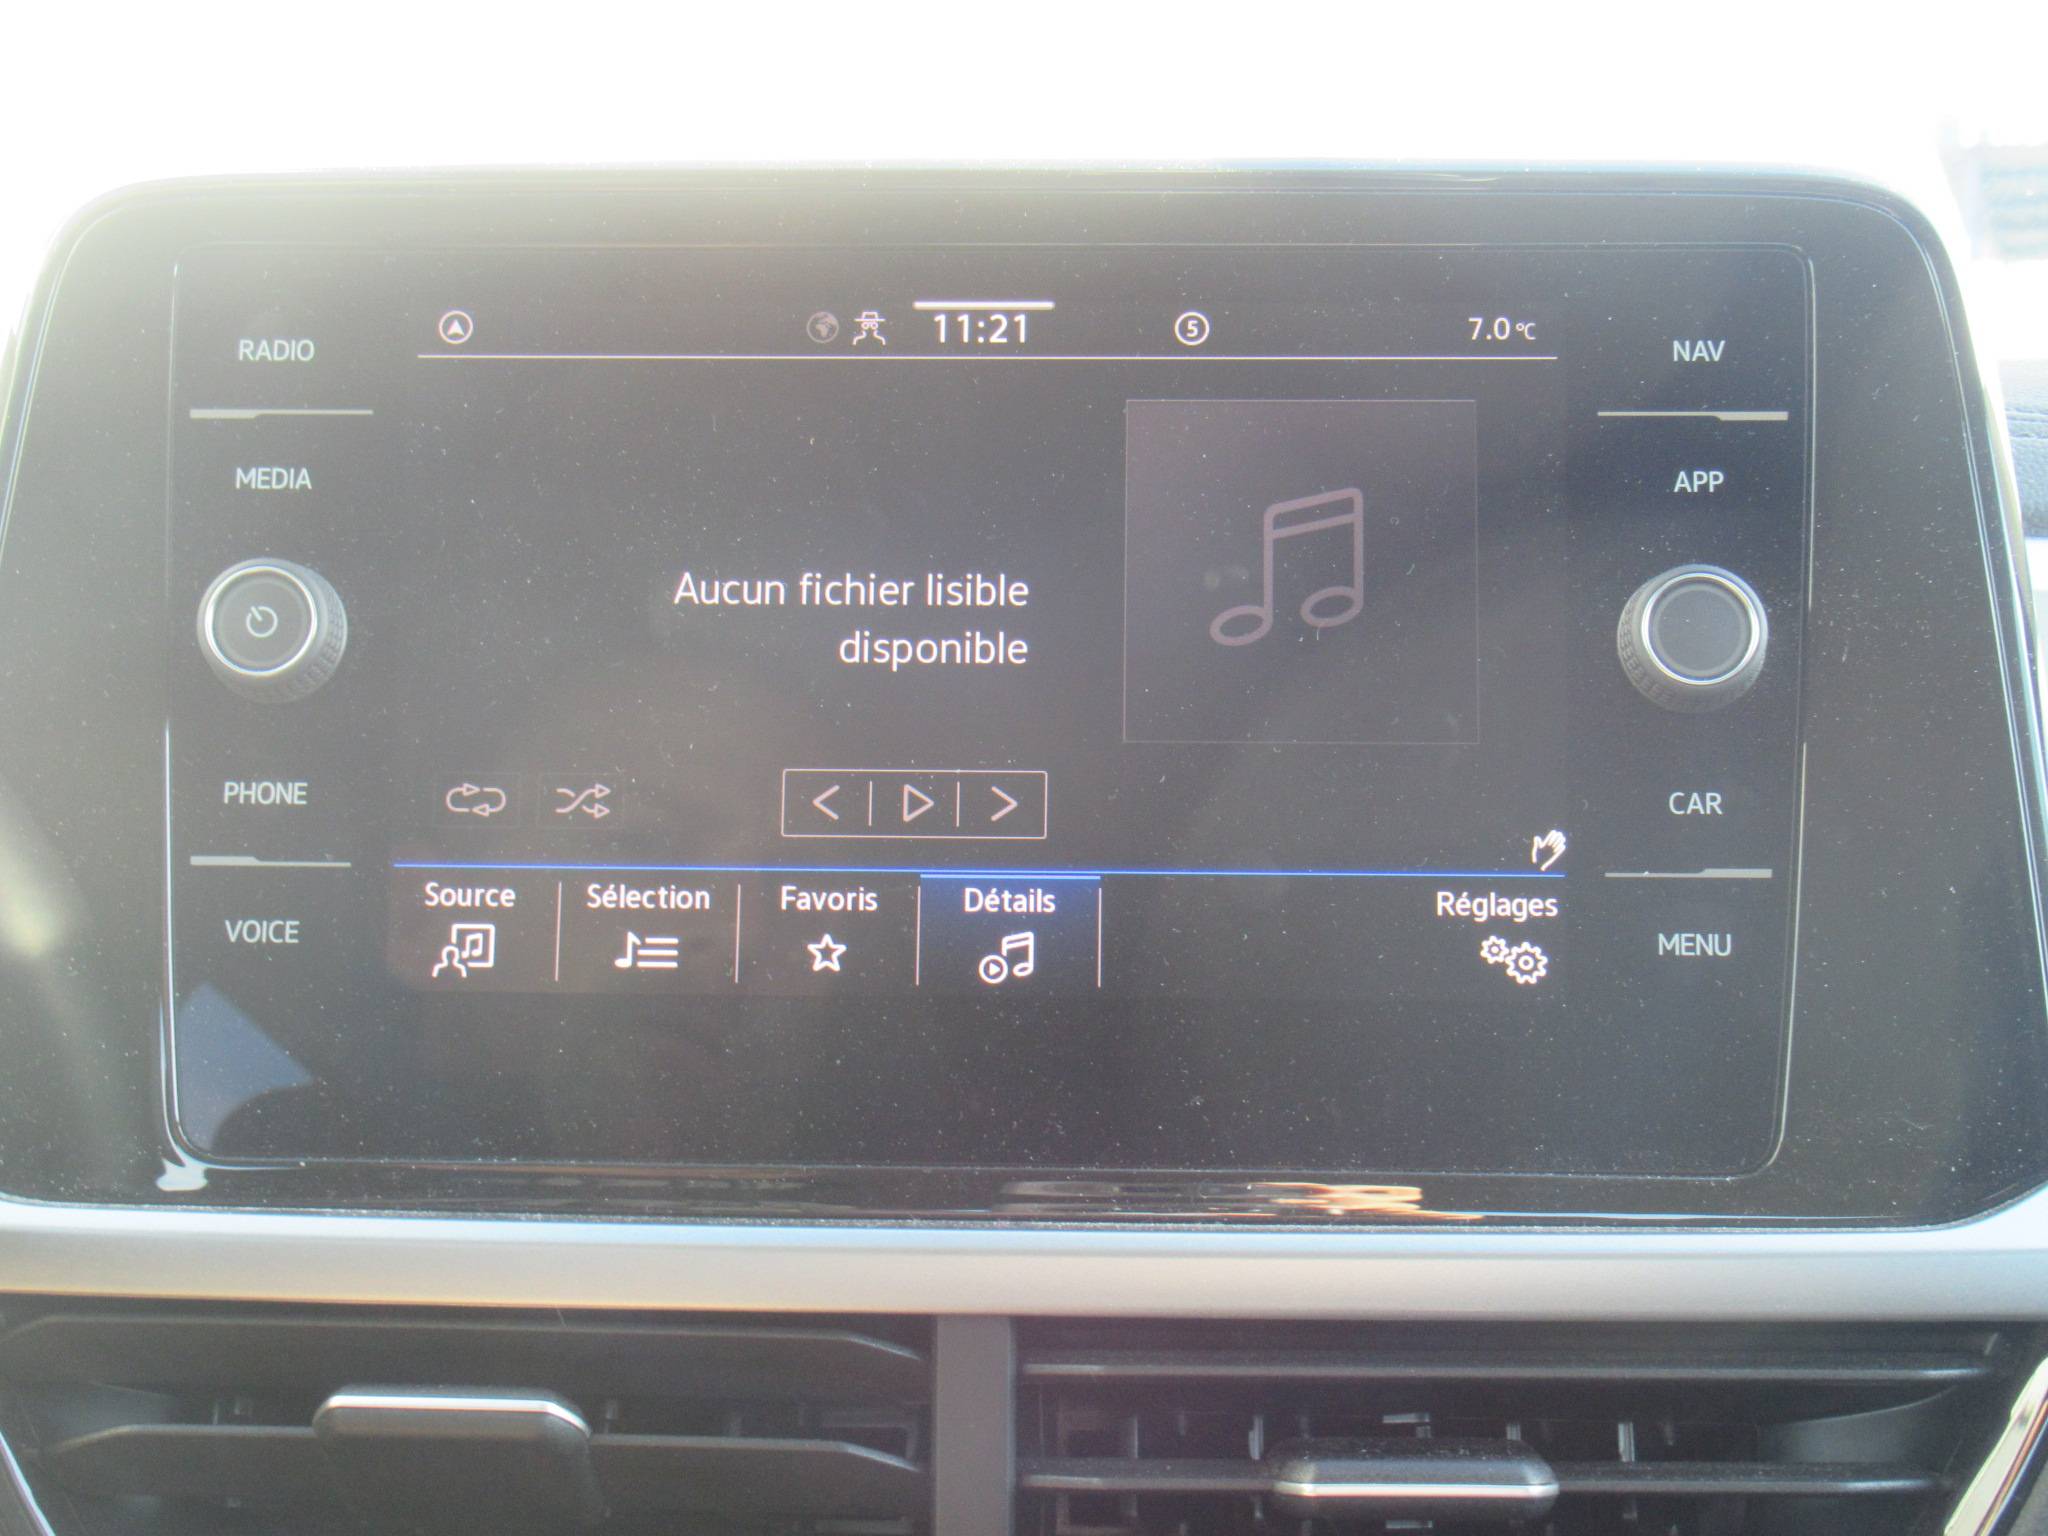 RADIO
MEDIA
PHONE
VOICE
11:21
5
7.0 °C
Aucun fichier lisible
disponible
Source
Sélection
Favoris
Détails
Réglages
NAV
APP
CAR
MENU